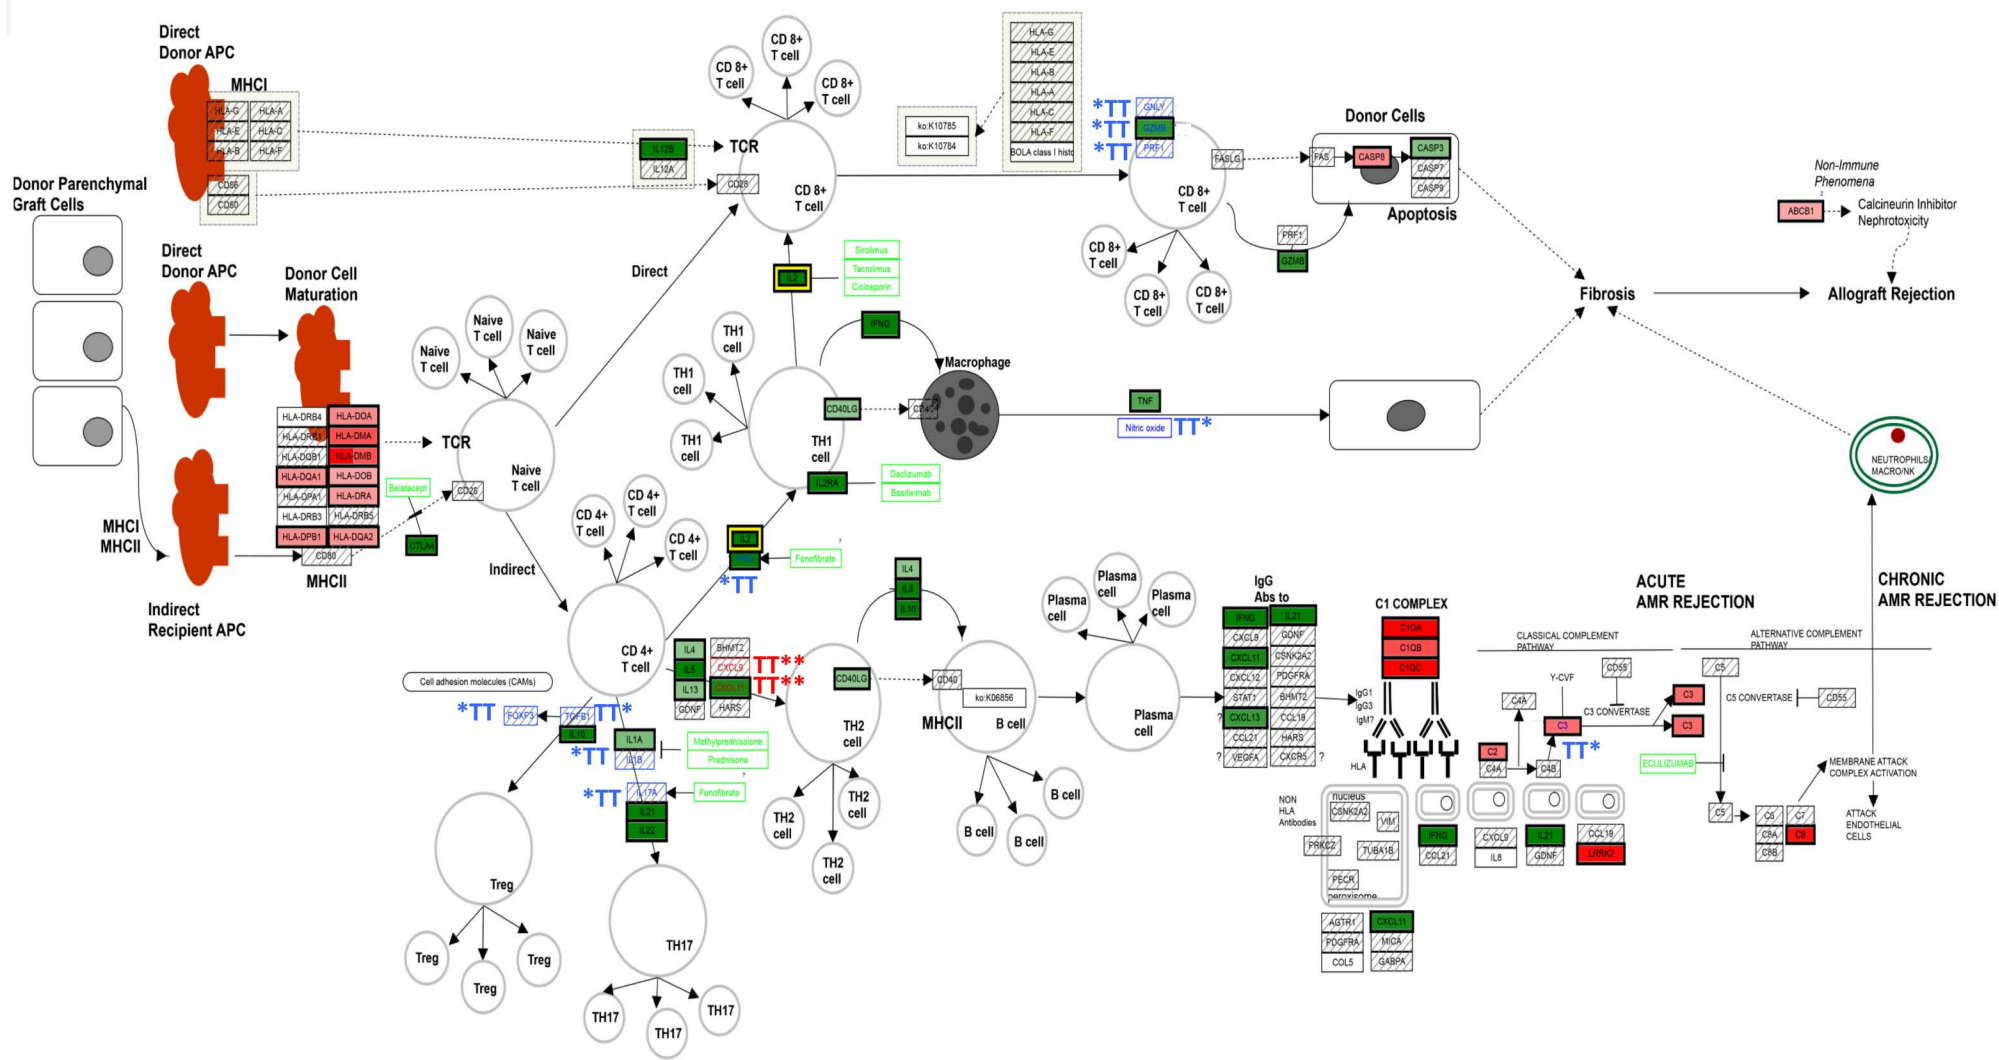 Direct
Donor APC
MHCI
HLA-G
HLA-A
HLA-E
HLA-C
HLA-B
HLA-F
CD86
CD80
Donor Parenchymal
Graft Cells
Direct
Donor APC
Donor Cell
Maturation
HLA-DRB4
HLA-DOA
HLA-DRB1
HLA-DMA
HLA-DQB1
HLA-DMB
HLA-DQA1
HLA-DOB
HLA-DPA1
HLA-DRA
HLA-DRB3
HLA-DRB5
HLA-DPB1
HLA-DQA2
CD80
MHCII
MHCI
MHCII
Indirect
Recipient APC
TCR
Belatacept
CD28
CTLA4
Naive
T cell
Naive
T cell
Naive
T cell
Naive
T cell
Direct
Indirect
IL12B
IL12A
TCR
CD28
CD 8+
T cell
CD 8+
T cell
CD 8+
T cell
CD 8+
T cell
IL2
Sirolimus
Tacrolimus
Ciclosporin
HLA-G
HLA-E
HLA-B
HLA-A
HLA-C
HLA-F
BOLA class I histo
ko:K10785
ko:K10784
*TT
GNLY
*TT
GZMB
*TT
PRF1
CD 8+
T cell
FASLG
CD 8+
T cell
CD 8+
T cell
CD 8+
T cell
PRF1
GZMB
Donor Cells
FAS
CASP8
CASP3
CASP7
CASP9
Apoptosis
Non-Immune
Phenomena
?
ABCB1
Calcineurin Inhibitor
Nephrotoxicity
Fibrosis
Allograft Rejection
TH1
cell
TH1
cell
TH1
cell
TH1
cell
IFNG
Macrophage
CD40LG
CD40
IL2RA
Daclizumab
Basiliximab
TNF
Nitric oxide
TT*
NEUTROPHILS/
MACRO/NK
CD 4+
T cell
CD 4+
T cell
CD 4+
T cell
CD 4+
T cell
IL2
*TT
?
Fenofibrate
Cell adhesion molecules (CAMs)
IL4
BHMT2
IL5
CXCL9
TT**
IL13
CXCL11
TT**
GDNF
HARS
*TT
FOXP3
TGFB1
TT*
IL10
IL1A
*TT
IL1B
Methylprednisolone
Prednisone
?
*TT
IL17A
Fenofibrate
IL21
IL22
Treg
Treg
Treg
Treg
TH17
TH17
TH17
TH17
IL4
IL5
IL10
CD40LG
CD40
TH2
cell
TH2
cell
TH2
cell
TH2
cell
ko:K06856
MHCII
B cell
B cell
B cell
B cell
Plasma
cell
Plasma
cell
Plasma
cell
Plasma
cell
IgG
Abs to
IFNG
IL21
CXCL9
GDNF
CXCL11
CSNK2A2
CXCL12
PDGFRA
STAT1
BHMT2
?
CXCL13
CCL19
CCL21
HARS
?
VEGFA
CXCR5
?
C1 COMPLEX
C1QA
C1QB
C1QC
IgG1
IgG3
IgM?
HLA
ACUTE
AMR REJECTION
CHRONIC
AMR REJECTION
CLASSICAL COMPLEMENT
PATHWAY
ALTERNATIVE COMPLEMENT
PATHWAY
CD55
Y-CVF
C4A
C3
C3 CONVERTASE
TT*
C2
C4A
C4B
C3
C3
C5
C5 CONVERTASE
CD55
ECULIZUMAB
C5
C6
C7
C8A
C9
C8B
MEMBRANE ATTACK
COMPLEX ACTIVATION
ATTACK
ENDOTHELIAL
CELLS
NON
HLA
Antibodies
nucleus
CSNK2A2
VIM
PRKCZ
TUBA1B
PECR
peroxisome
IFNG
CCL21
CXCL9
IL8
IL21
GDNF
CCL19
LRRK2
AGTR1
CXCL11
PDGFRA
MICA
COL5
GABPA